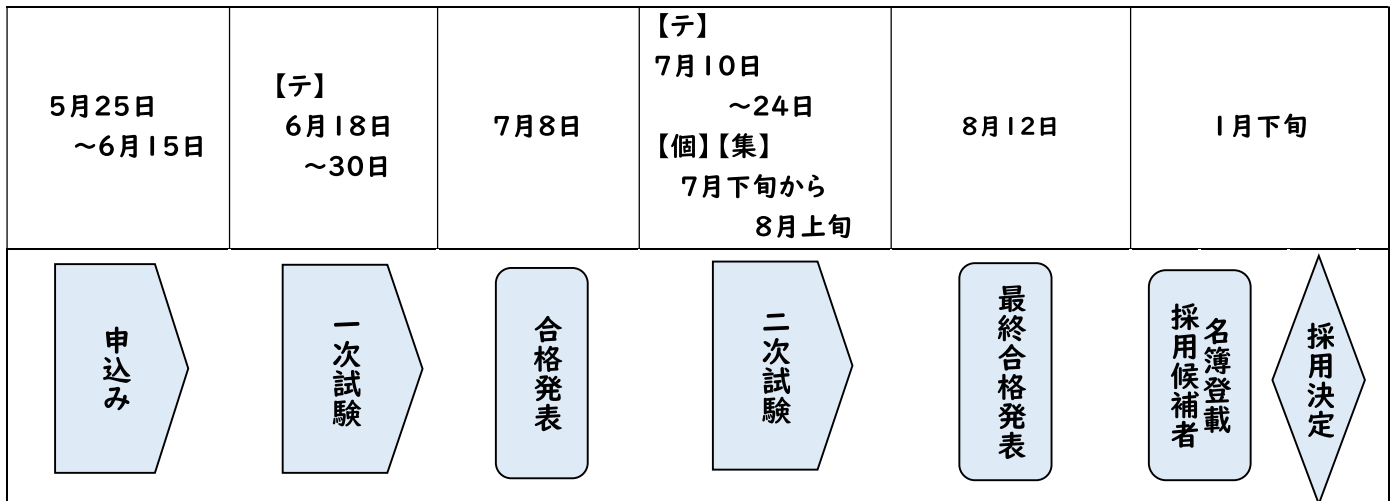 5月25日
～6月15日
【テ】
6月18日
～30日
7月8日
【テ】
7月10日
～24日
【個】【集】
7月下旬から
8月上旬
8月12日
1月下旬
申込み
一次試験
合格発表
二次試験
最終合格発表
採用候補者
名簿登載
採用決定